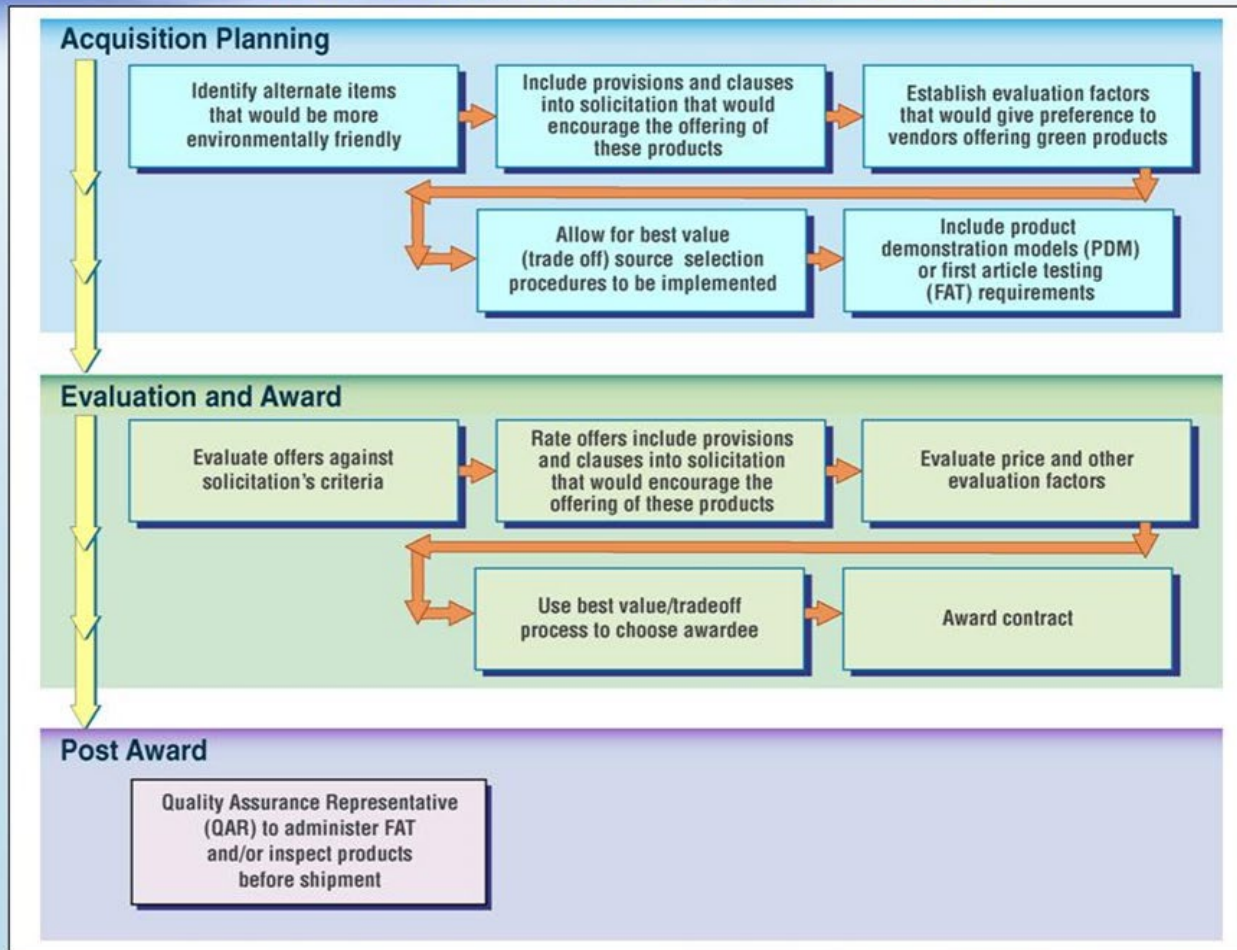 Acquisition Planning
Identify alternate items
that would be more
environmentally friendly
Include provisions and clauses
into solicitation that would
encourage the offering of
these products
Establish evaluation factors
that would give preference to
vendors offering green products
Allow for best value
(trade off) source selection
procedures to be implemented
Include product
demonstration models (PDM)
or first article testing
(FAT) requirements
Evaluation and Award
Evaluate offers against
solicitation's criteria
Rate offers include provisions
and clauses into solicitation
that would encourage the
offering of these products
Evaluate price and other
evaluation factors
Use best value/tradeoff
process to choose awardee
Award contract
Post Award
Quality Assurance Representative
(QAR) to administer FAT
and/or inspect products
before shipment